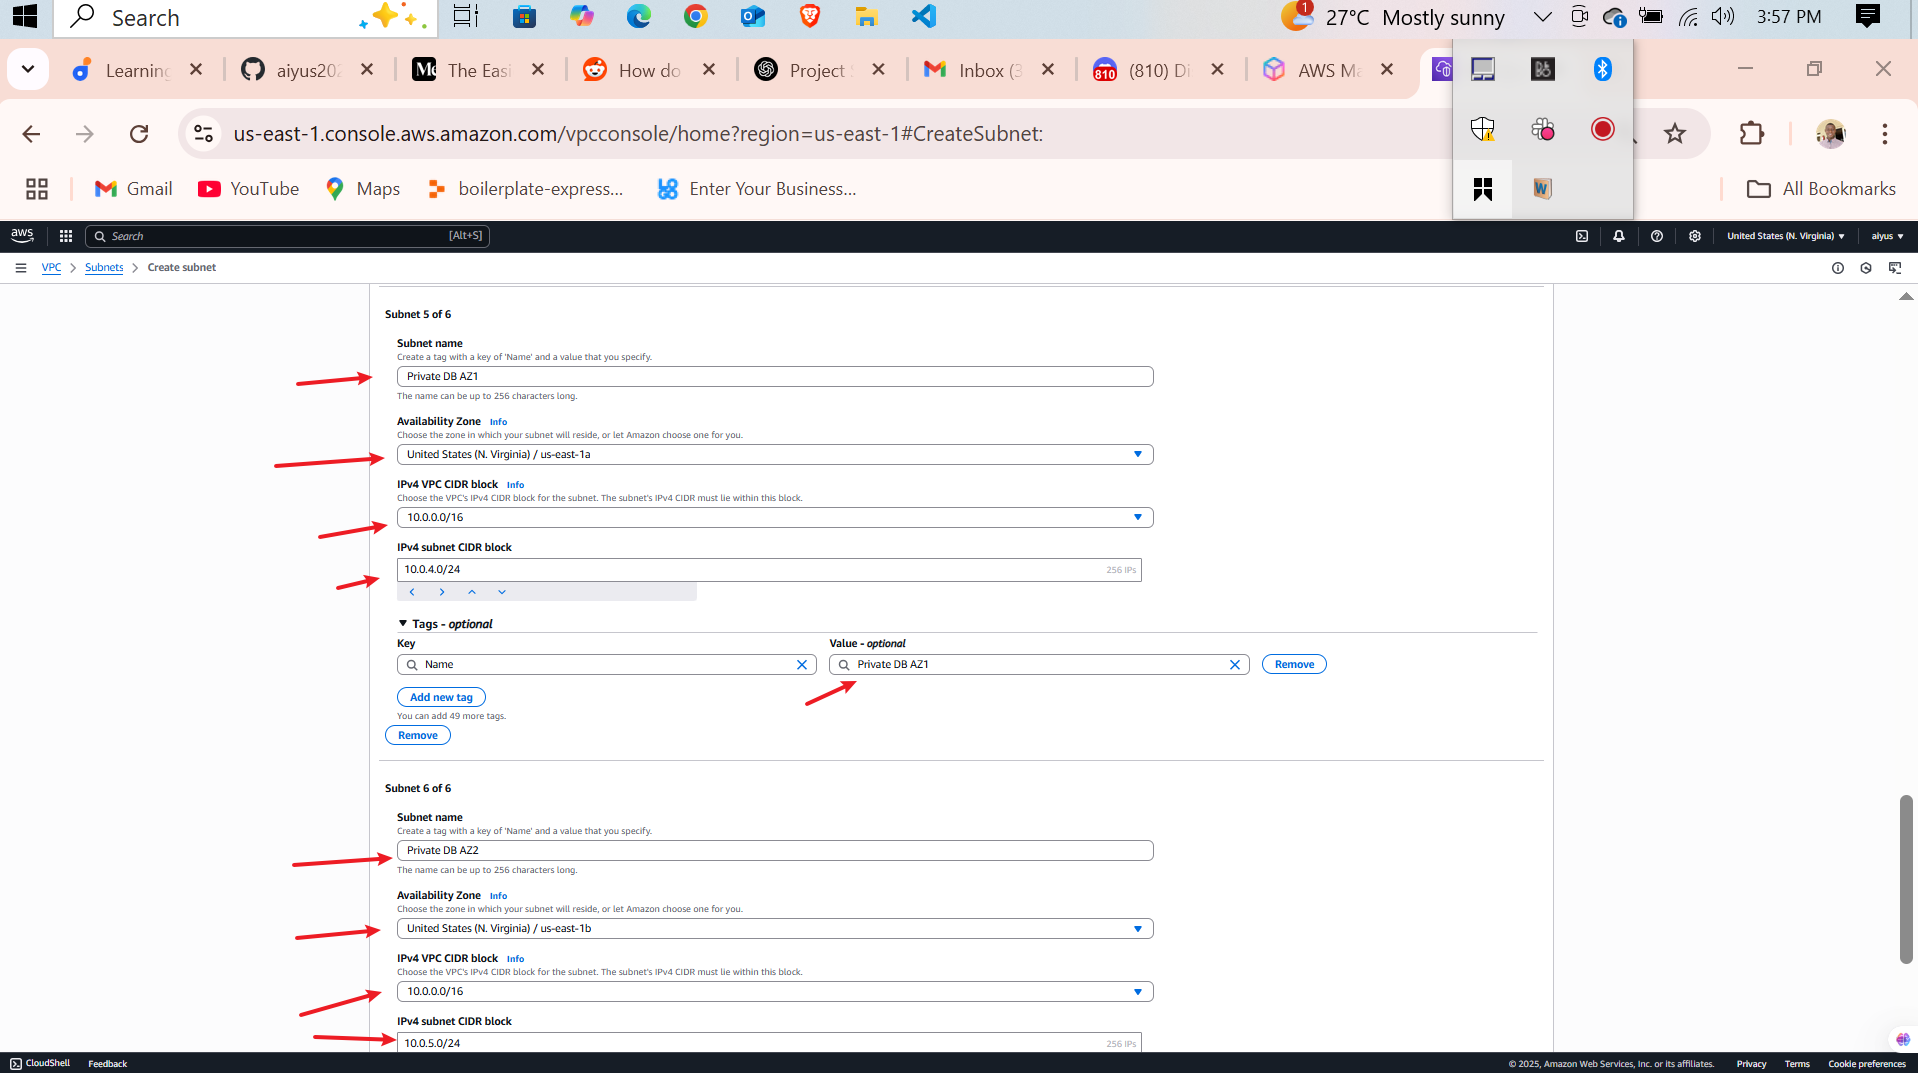 Search
1
27°C Mostly sunny
3:57 PM
Learning
aiyus202
The Easi
How do
Project
Inbox (3
(810) Di
AWS Ma
us-east-1.console.aws.amazon.com/vpcconsole/home?region=us-east-1#CreateSubnet:
Gmail
YouTube
Maps
boilerplate-express...
Enter Your Business...
All Bookmarks
aws
Search
[Alt+S]
United States (N. Virginia)
aiyus
VPC
Subnets
Create subnet
Subnet 5 of 6
Subnet name
Create a tag with a key of 'Name' and a value that you specify.
Private DB AZ1
The name can be up to 256 characters long.
Availability Zone Info
Choose the zone in which your subnet will reside, or let Amazon choose one for you.
United States (N. Virginia) / us-east-1a
IPv4 VPC CIDR block Info
Choose the VPC's IPv4 CIDR block for the subnet. The subnet's IPv4 CIDR must lie within this block.
10.0.0.0/16
IPv4 subnet CIDR block
10.0.4.0/24
256 IPs
Tags - optional
Key
Value - optional
Name
Private DB AZ1
Remove
Add new tag
You can add 49 more tags.
Remove
Subnet 6 of 6
Subnet name
Create a tag with a key of 'Name' and a value that you specify.
Private DB AZ2
The name can be up to 256 characters long.
Availability Zone Info
Choose the zone in which your subnet will reside, or let Amazon choose one for you.
United States (N. Virginia) / us-east-1b
IPv4 VPC CIDR block Info
Choose the VPC's IPv4 CIDR block for the subnet. The subnet's IPv4 CIDR must lie within this block.
10.0.0.0/16
IPv4 subnet CIDR block
10.0.5.0/24
256 IPs
CloudShell
Feedback
© 2025, Amazon Web Services, Inc. or its affiliates.
Privacy
Terms
Cookie preferences